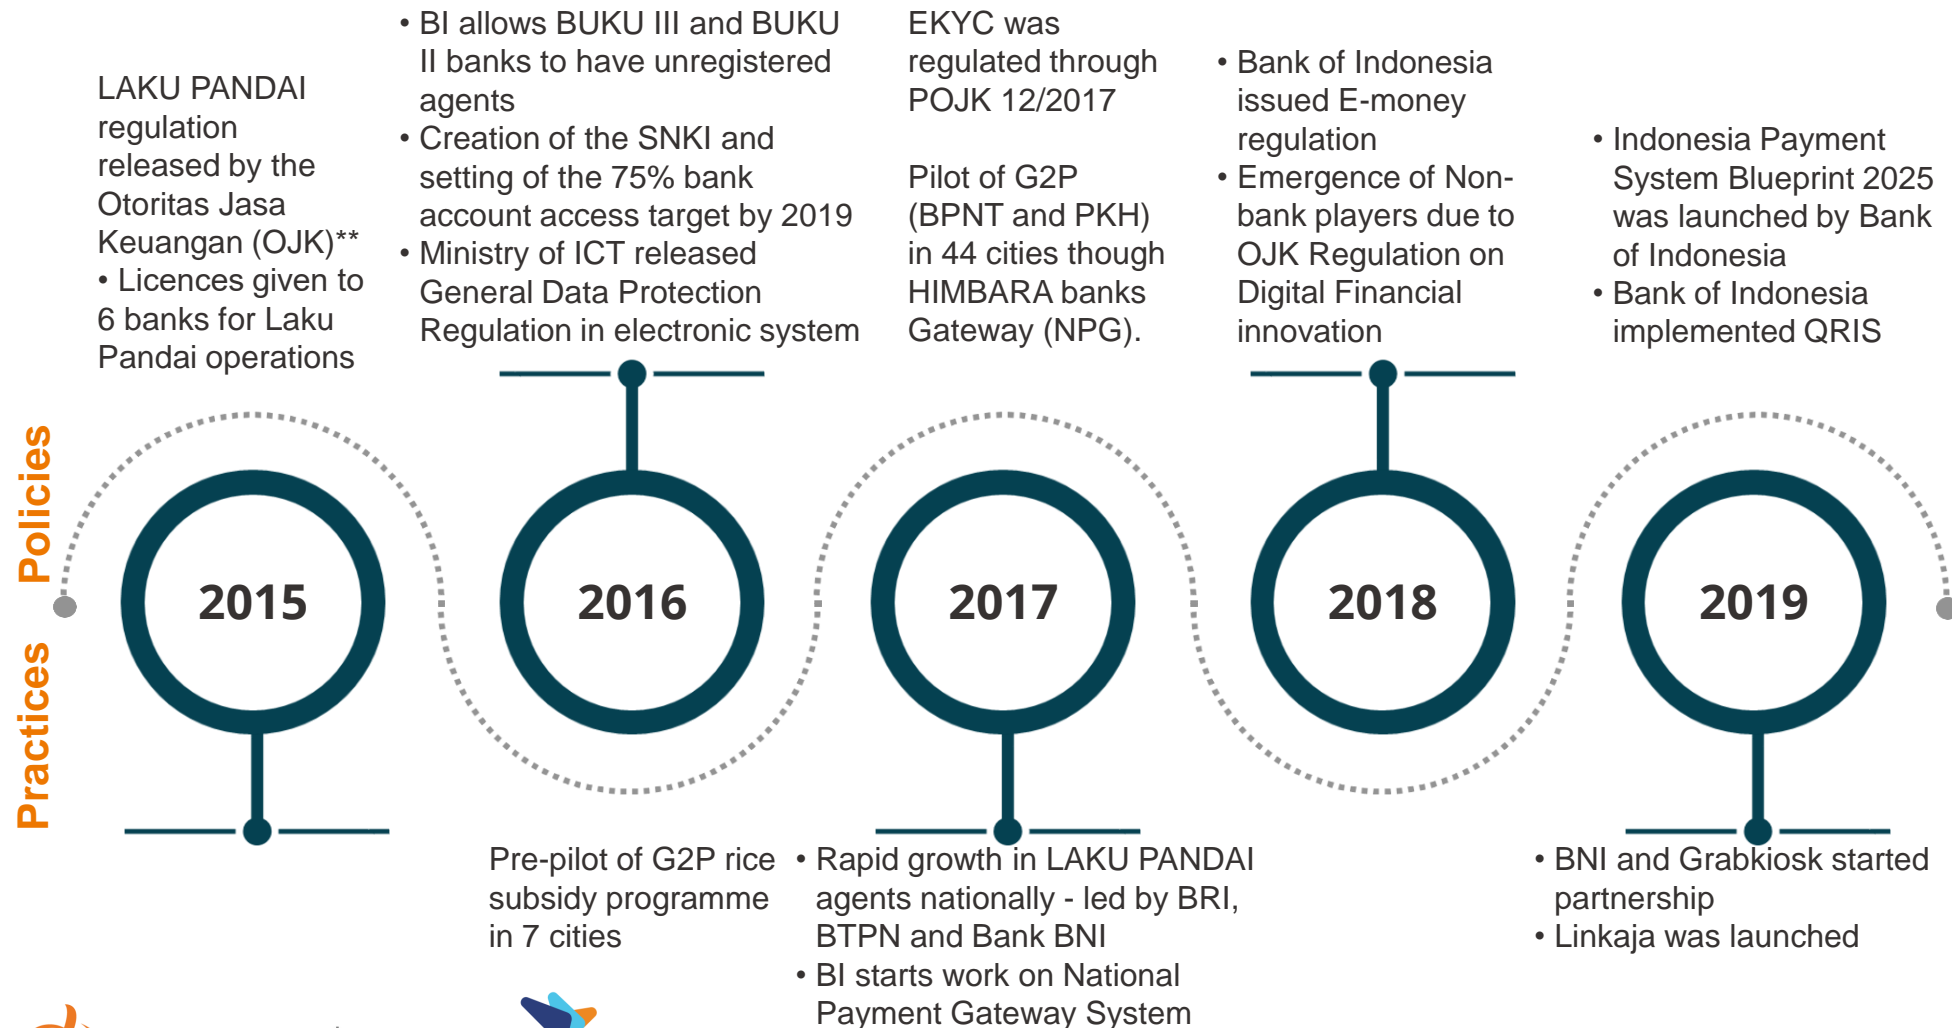 LAKU PANDAI
regulation
released by the
Otoritas Jasa
Keuangan (OJK)**
• Licences given to
6 banks for Laku
Pandai operations
• BI allows BUKU III and BUKU
II banks to have unregistered
agents
• Creation of the SNKI and
setting of the 75% bank
account access target by 2019
• Ministry of ICT released
General Data Protection
Regulation in electronic system
EKYC was
regulated through
POJK 12/2017
Pilot of G2P
(BPNT and PKH)
in 44 cities though
HIMBARA banks
Gateway (NPG).
• Bank of Indonesia
issued E-money
regulation
• Emergence of Non-
bank players due to
OJK Regulation on
Digital Financial
innovation
• Indonesia Payment
System Blueprint 2025
was launched by Bank
of Indonesia
• Bank of Indonesia
implemented QRIS
Policies
Practices
2015
2016
2017
2018
2019
Pre-pilot of G2P rice
subsidy programme
in 7 cities
• Rapid growth in LAKU PANDAI
agents nationally - led by BRI,
BTPN and Bank BNI
• BI starts work on National
Payment Gateway System
• BNI and Grabkiosk started
partnership
• Linkaja was launched